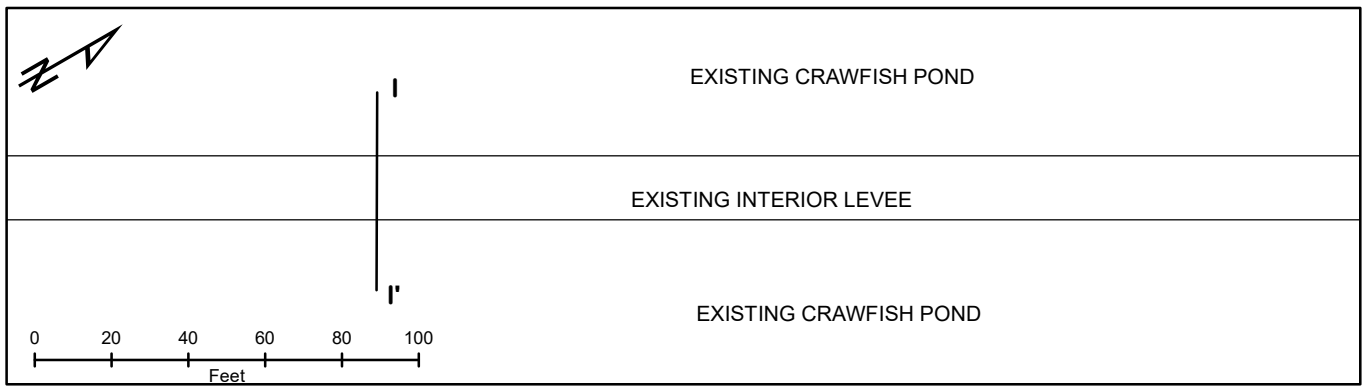 N
I
EXISTING CRAWFISH POND
EXISTING INTERIOR LEVEE
I'
EXISTING CRAWFISH POND
0 20 40 60 80 100
Feet